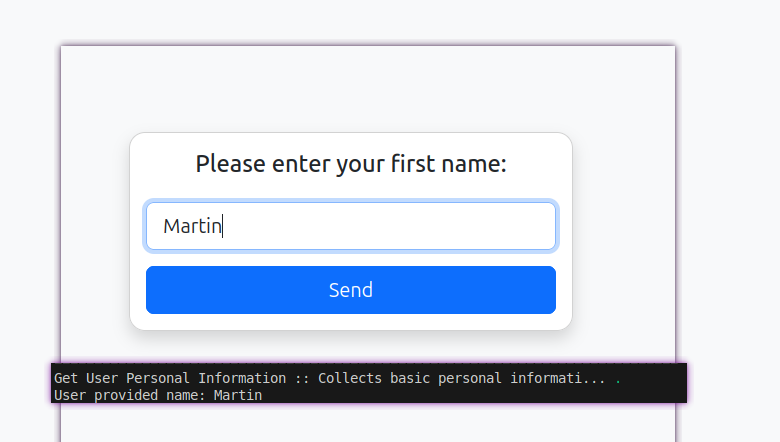 Please enter your first name:
Martin
Send
Get User Personal Information :: Collects basic personal informati... .
User provided name: Martin